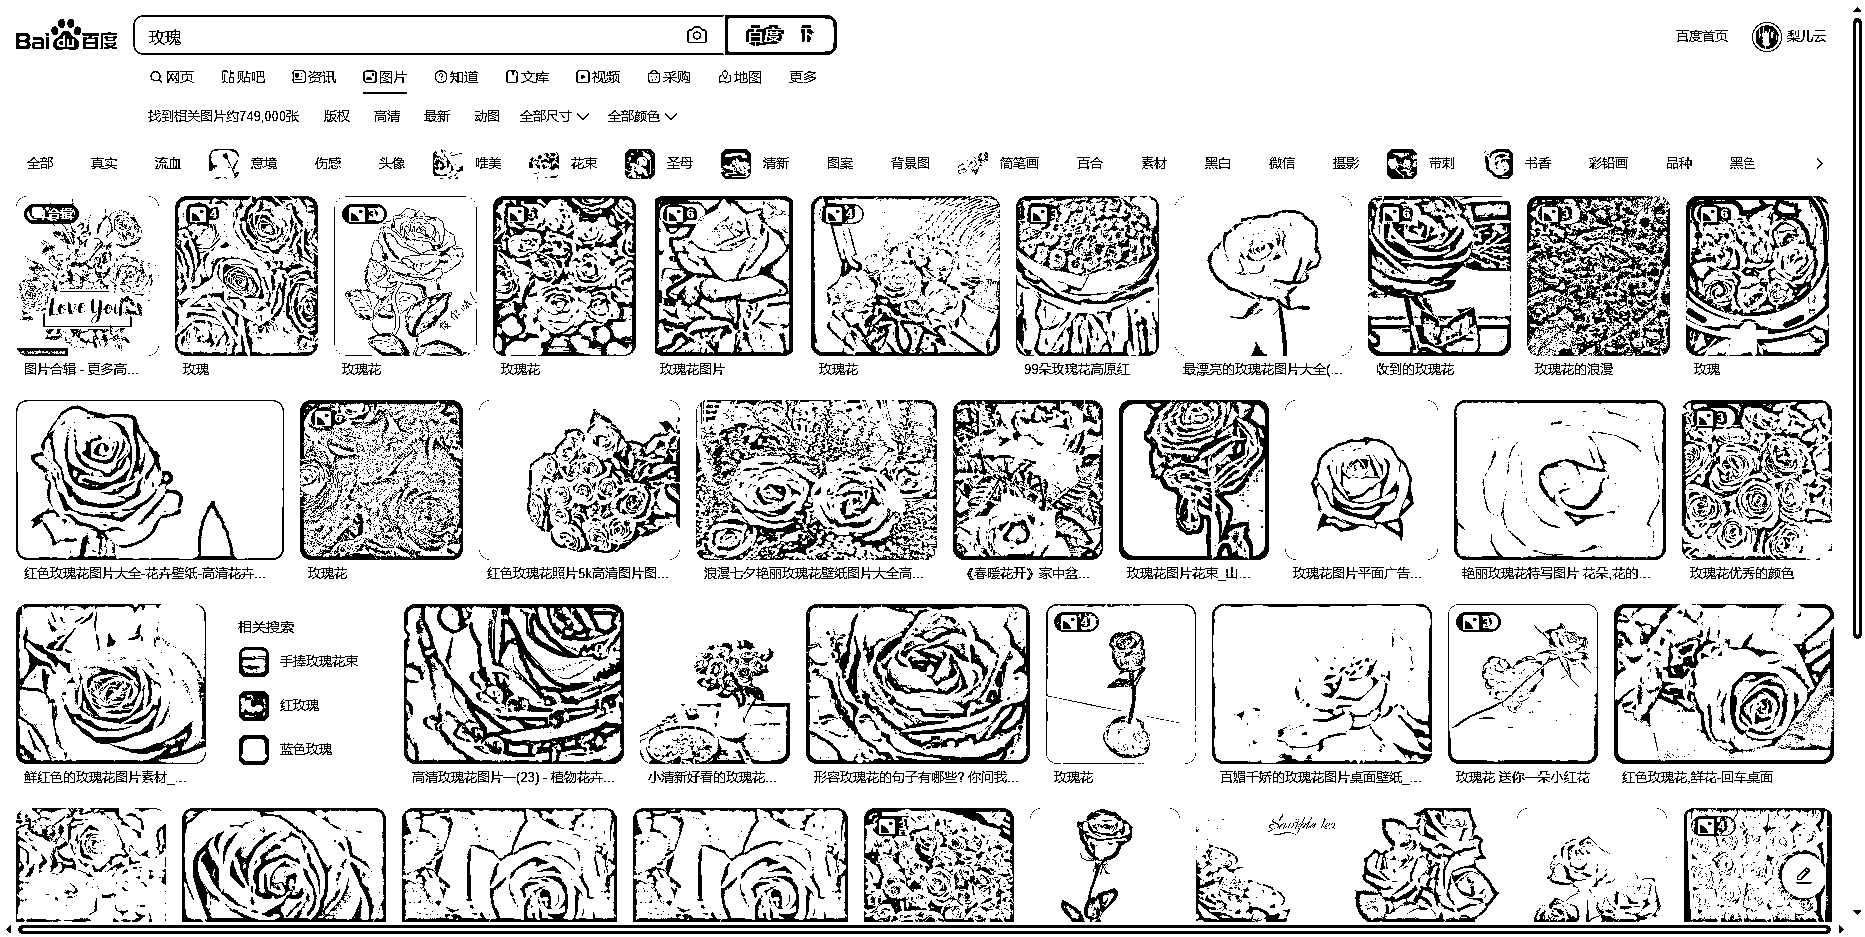 Bai du 百度
玫瑰
百度一下
百度首页
梨儿云
网页 贴吧 资讯 图片 知道 文库 视频 采购 地图 更多
找到相关图片约749,000张 版权 高清 最新 动图 全部尺寸 全部颜色
全部 真实 流血 意境 伤感 头像 唯美 花束 圣母 清新 图案 背景图 简笔画 百合 素材 黑白 微信 摄影 带刺 书香 彩铅画 品种 黑色
合辑
4
5
6
3
6
3
6
Love You
图片合辑 - 更多高...
玫瑰
玫瑰花
玫瑰花
玫瑰花图片
玫瑰花
99朵玫瑰花高原红
最漂亮的玫瑰花图片大全(...
收到的玫瑰花
玫瑰花的浪漫
玫瑰
红色玫瑰花图片大全-花卉壁纸-高清花卉...
玫瑰花
红色玫瑰花照片5k高清图片图...
浪漫七夕艳丽玫瑰花壁纸图片大全高...
《春暖花开》家中盆...
玫瑰花图片花束_山...
玫瑰花图片平面广告...
艳丽玫瑰花特写图片 花朵,花的...
玫瑰花优秀的颜色
相关搜索
手捧玫瑰花束
红玫瑰
蓝色玫瑰
鲜红色的玫瑰花图片素材_...
高清玫瑰花图片—(23) - 植物花卉...
小清新好看的玫瑰花...
形容玫瑰花的句子有哪些? 你问我...
玫瑰花
百媚千娇的玫瑰花图片桌面壁纸_...
玫瑰花 送你一朵小红花
红色玫瑰花,鲜花-回车桌面